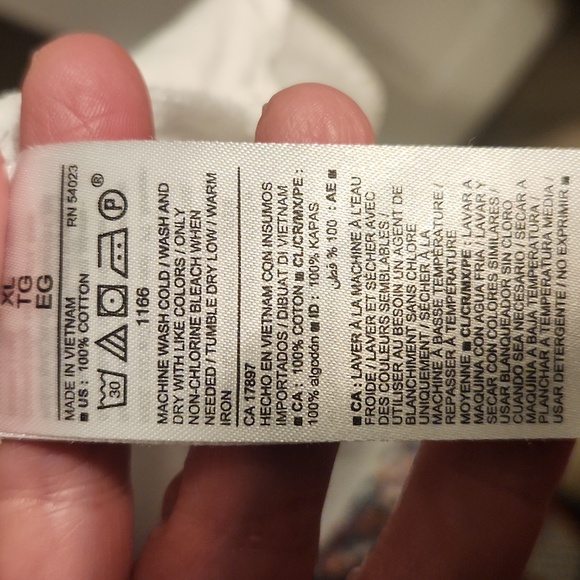 XL
TG
EG
MADE IN VIETNAM RN 54023
■ US : 100% COTTON
30 P ®
1166
MACHINE WASH COLD / WASH AND
DRY WITH LIKE COLORS / ONLY
NON-CHLORINE BLEACH WHEN
NEEDED / TUMBLE DRY LOW / WARM
IRON
CA 17897
HECHO EN VIETNAM CON INSUMOS
IMPORTADOS / DIBUAT DI VIETNAM
■ CA : 100% COTON ■ CL/CR/MX/PE :
100% algodón ■ ID : 100% KAPAS
■ AE : 100 % قطن
■ CA : LAVER À LA MACHINE À L'EAU
FROIDE / LAVER ET SÉCHER AVEC
DES COULEURS SEMBLABLES /
UTILISER AU BESOIN UN AGENT DE
BLANCHIMENT SANS CHLORE
UNIQUEMENT / SÉCHER À LA
MACHINE À BASSE TEMPÉRATURE /
REPASSER À TEMPÉRATURE
MOYENNE ■ CL/CR/MX/PE : LAVAR A
MÁQUINA CON AGUA FRÍA / LAVAR Y
SECAR CON COLORES SIMILARES /
USAR BLANQUEADOR SIN CLORO
CUANDO SEA NECESARIO / SECAR A
MÁQUINA A BAJA TEMPERATURA /
PLANCHAR A TEMPERATURA MEDIA /
USAR DETERGENTE / NO EXPRIMIR ■